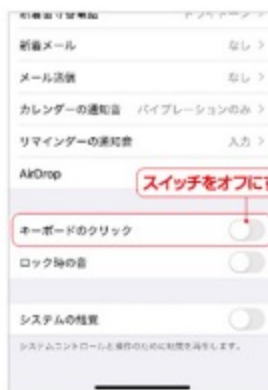 新着メール なし >
メール送信 なし >
カレンダーの通知音 バイブレーションのみ >
リマインダーの通知音 入力 >
AirDrop
スイッチをオフにす
キーボードのクリック
ロック時の音
システムの触覚
システムコントロールと操作のために触覚を再生します。